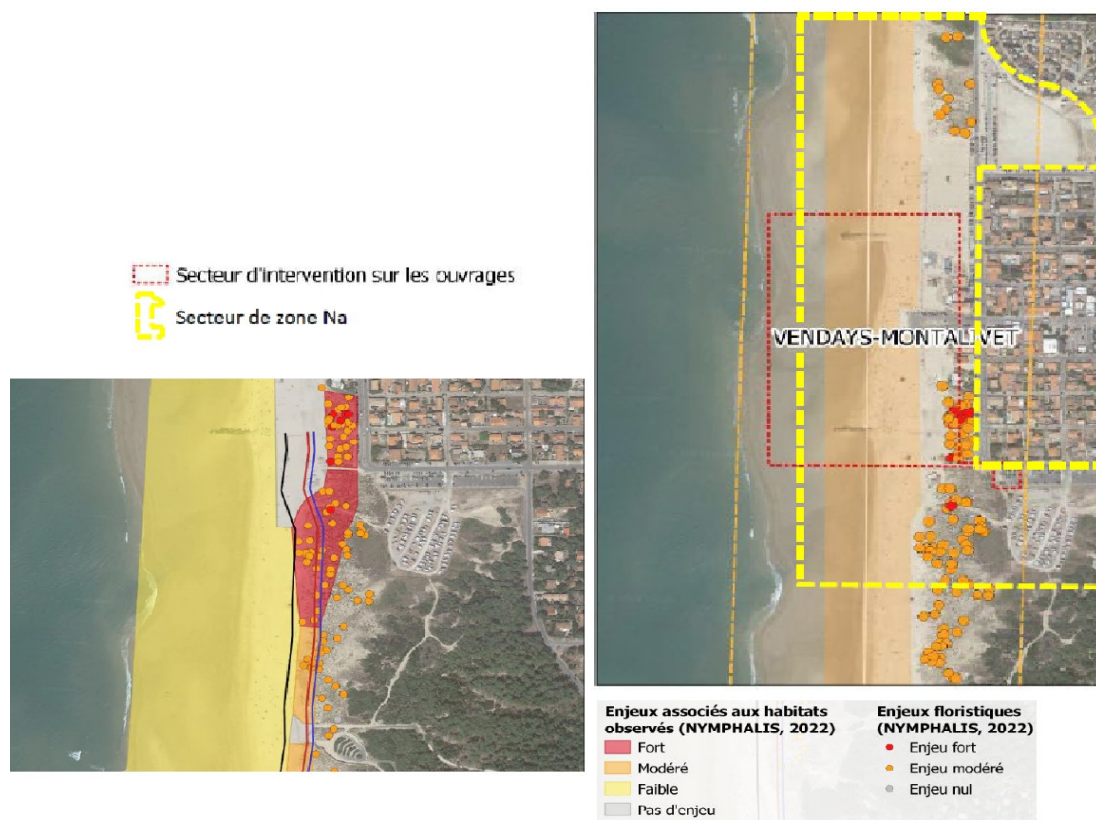 Secteur d'intervention sur les ouvrages
Secteur de zone Na
VENDAYS-MONTALIVET
Enjeux associés aux habitats
observés (NYMPHALIS, 2022)
Fort
Modéré
Faible
Pas d'enjeu
Enjeux floristiques
(NYMPHALIS, 2022)
Enjeu fort
Enjeu modéré
Enjeu nul